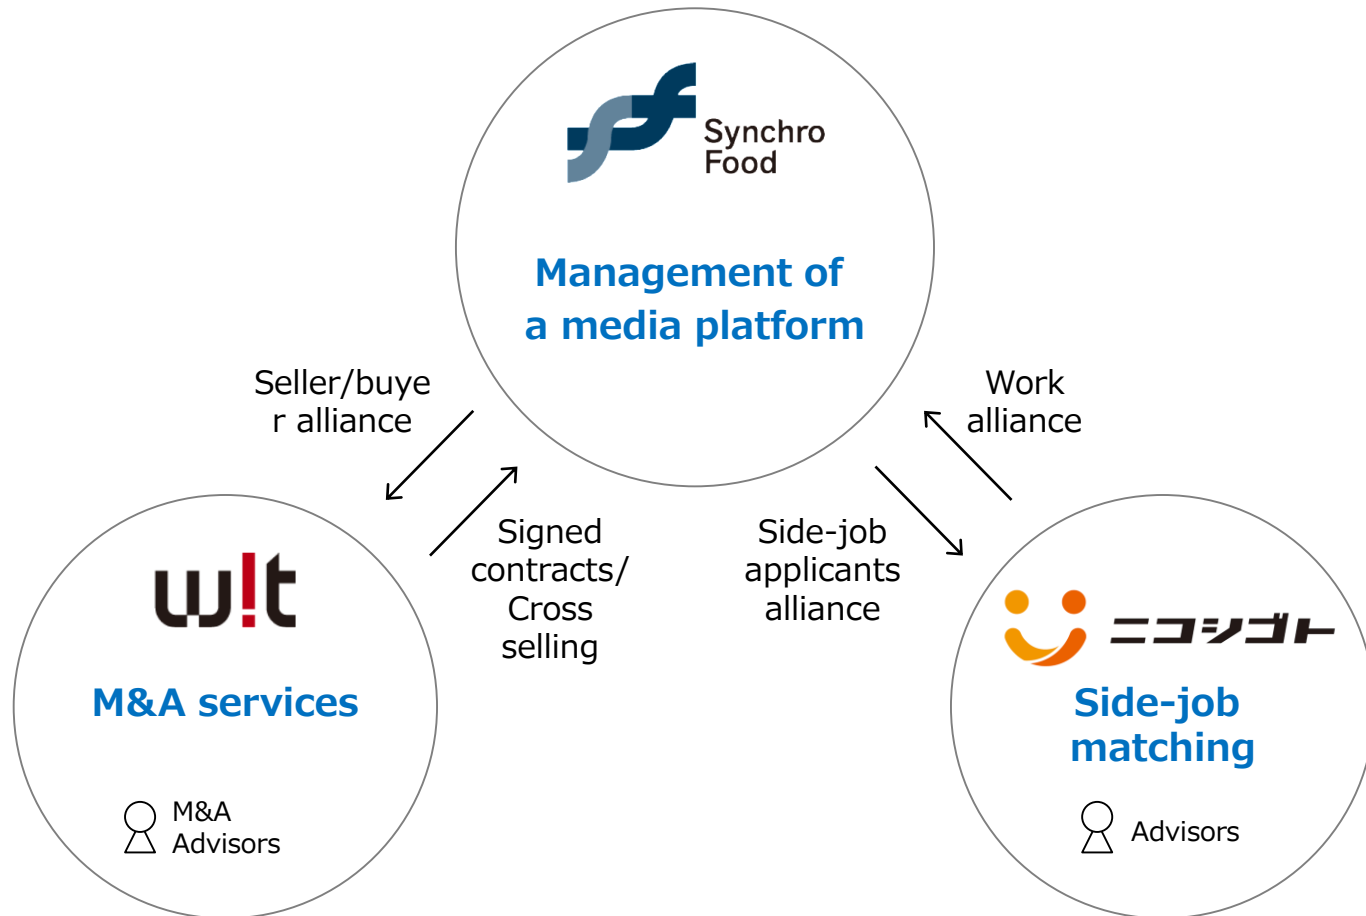 Synchro
Food
Management of
a media platform
Seller/buye
r alliance
Work
alliance
Signed
contracts/
Cross
selling
Side-job
applicants
alliance
w!t
M&A services
M&A
Advisors
ニコシゴト
Side-job
matching
Advisors